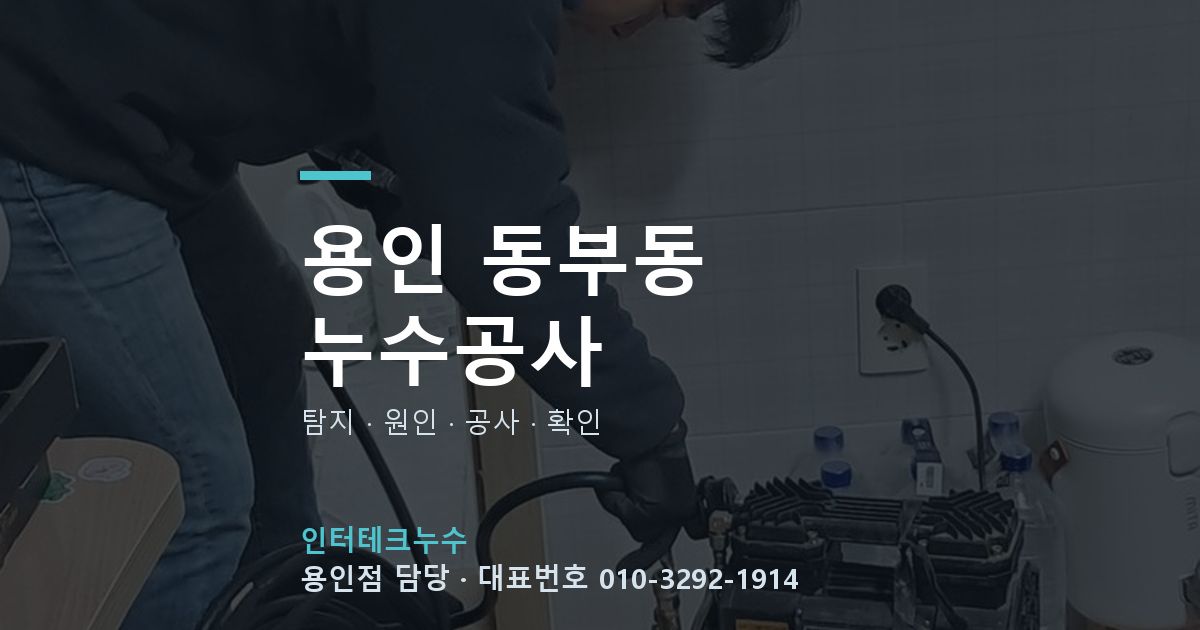 용인 동부동
누수공사
탐지 · 원인 · 공사 · 확인
인터테크누수
용인점 담당 · 대표번호 010-3292-1914